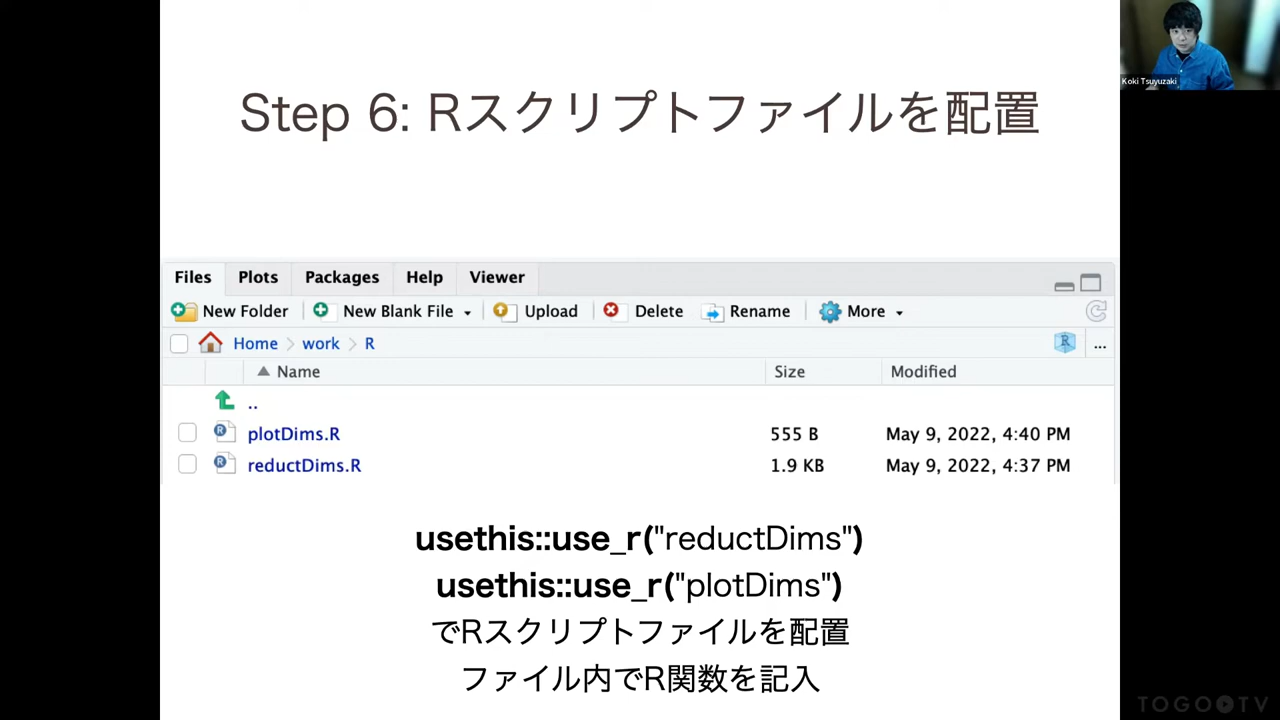 Koki Tsuyuzaki
Step 6: Rスクリプトファイルを配置
Files Plots Packages Help Viewer
New Folder New Blank File Upload Delete Rename More
Home work R ...
Name Size Modified
..
plotDims.R 555 B May 9, 2022, 4:40 PM
reductDims.R 1.9 KB May 9, 2022, 4:37 PM
usethis::use_r("reductDims")
usethis::use_r("plotDims")
でRスクリプトファイルを配置
ファイル内でR関数を記入
TOGO TV